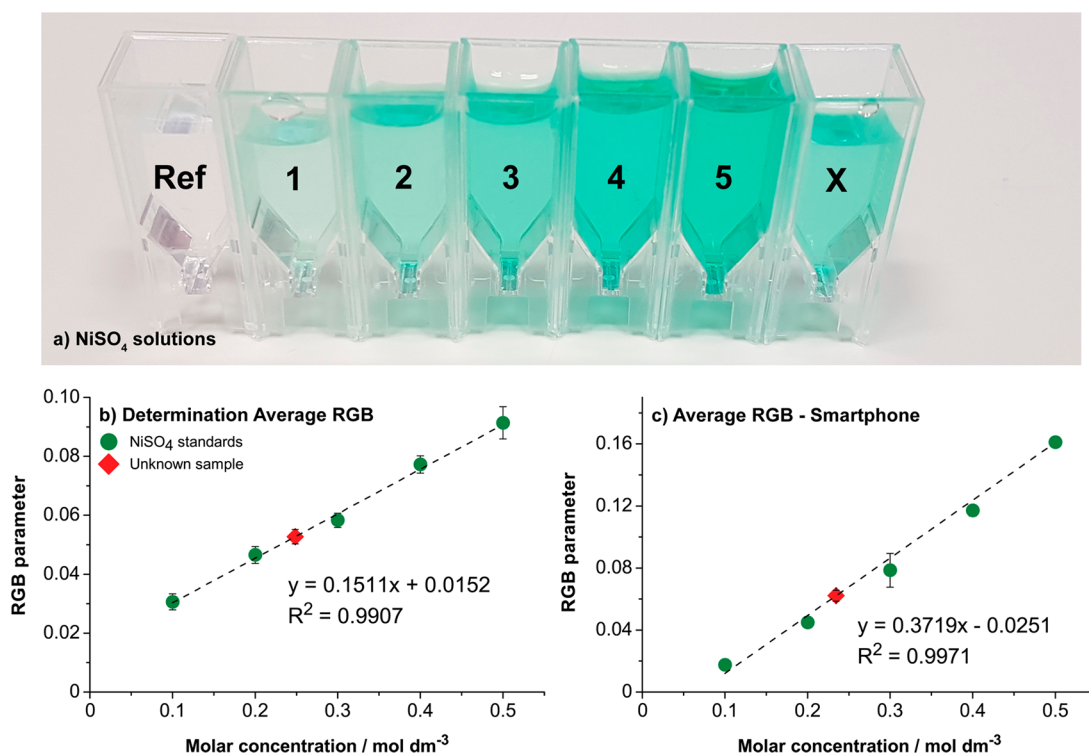 Ref 1 2 3 4 5 X
a) NiSO₄ solutions
b) Determination Average RGB
NiSO₄ standards
Unknown sample
y = 0.1511x + 0.0152
R² = 0.9907
RGB parameter
0.10
0.08
0.06
0.04
0.02
0
0 0.1 0.2 0.3 0.4 0.5
Molar concentration / mol dm⁻³
c) Average RGB - Smartphone
y = 0.3719x - 0.0251
R² = 0.9971
RGB parameter
0.16
0.12
0.08
0.04
0
0 0.1 0.2 0.3 0.4 0.5
Molar concentration / mol dm⁻³